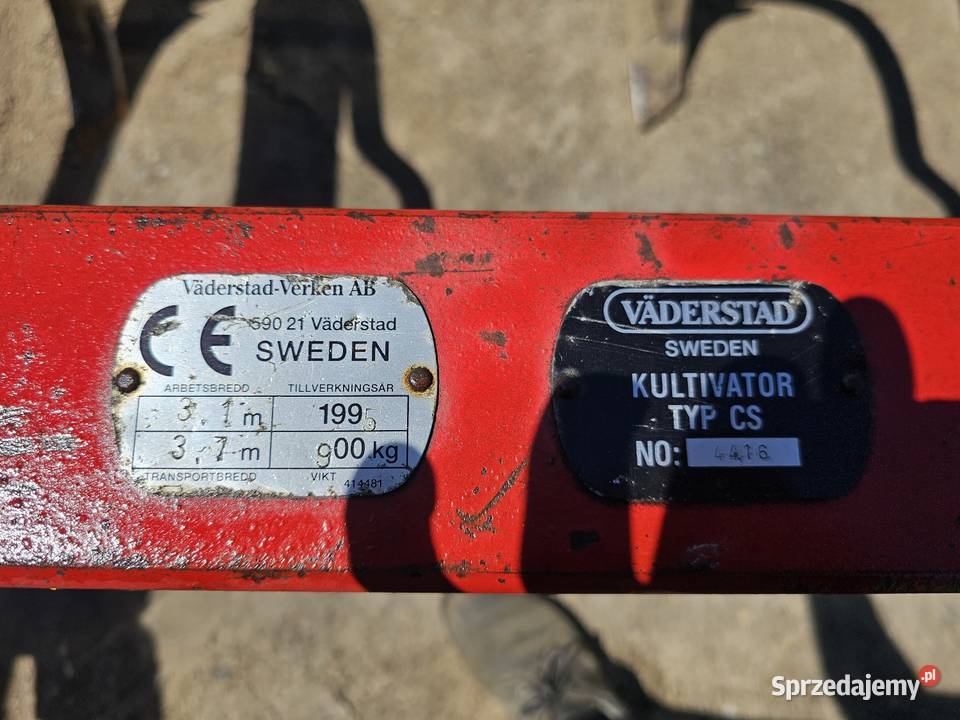 Väderstad-Verken AB
CE 590 21 Väderstad
SWEDEN
ARBETSBREDD TILLVERKNINGSÅR
3.1 m 1995
3.7 m 900 kg
TRANSPORTBREDD VIKT 414481
VÄDERSTAD
SWEDEN
KULTIVATOR
TYP CS
NO: 4416
Sprzedajemy.pl